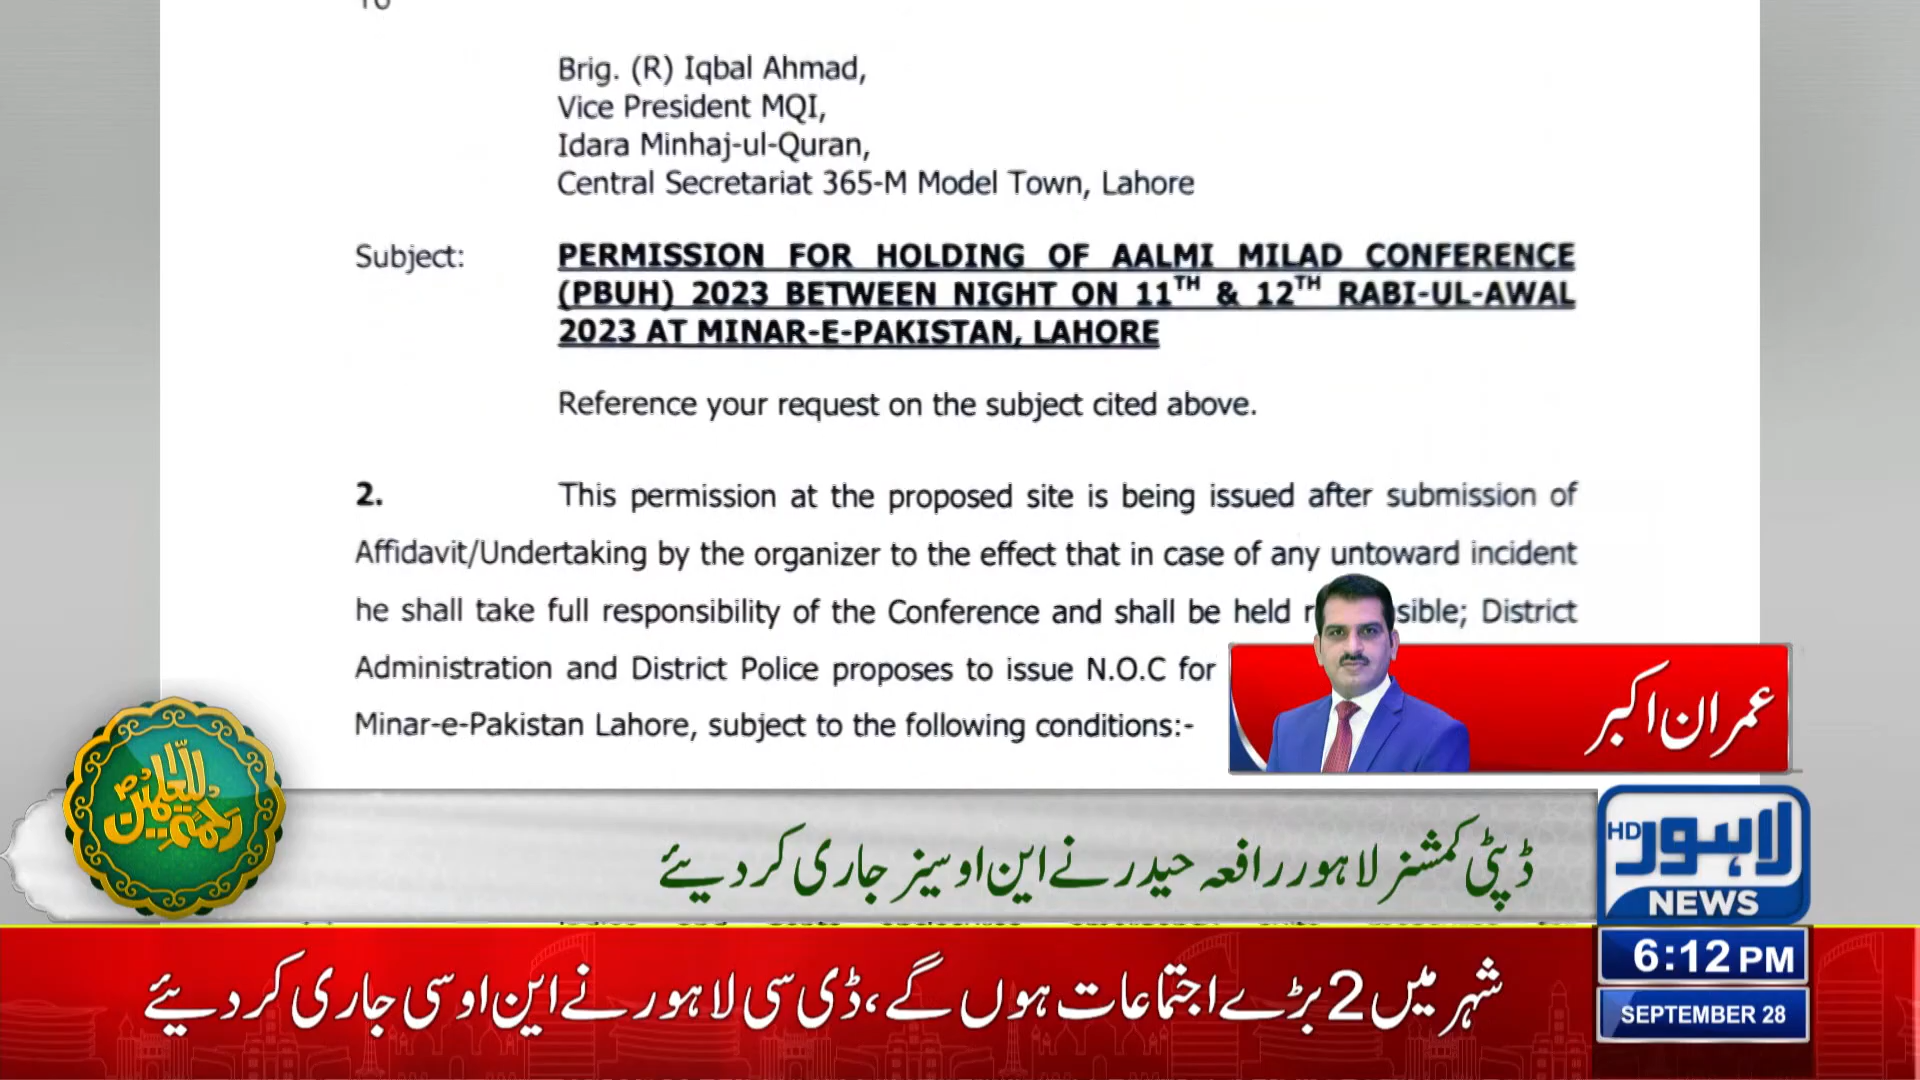 Brig. (R) Iqbal Ahmad,
Vice President MQI,
Idara Minhaj-ul-Quran,
Central Secretariat 365-M Model Town, Lahore
Subject: PERMISSION FOR HOLDING OF AALMI MILAD CONFERENCE
(PBUH) 2023 BETWEEN NIGHT ON 11TH & 12TH RABI-UL-AWAL
2023 AT MINAR-E-PAKISTAN, LAHORE
Reference your request on the subject cited above.
2. This permission at the proposed site is being issued after submission of
Affidavit/Undertaking by the organizer to the effect that in case of any untoward incident
he shall take full responsibility of the Conference and shall be held r sible; District
Administration and District Police proposes to issue N.O.C for
Minar-e-Pakistan Lahore, subject to the following conditions:-
عمران اکبر
رحمۃ للعلمین
ڈپٹی کمشنر لاہور رافعہ حیدر نے این او سیز جاری کر دیئے
لاہور HD
NEWS
6:12 PM
SEPTEMBER 28
شہر میں 2 بڑے اجتماعات ہوں گے، ڈی سی لاہور نے این او سی جاری کر دیئے